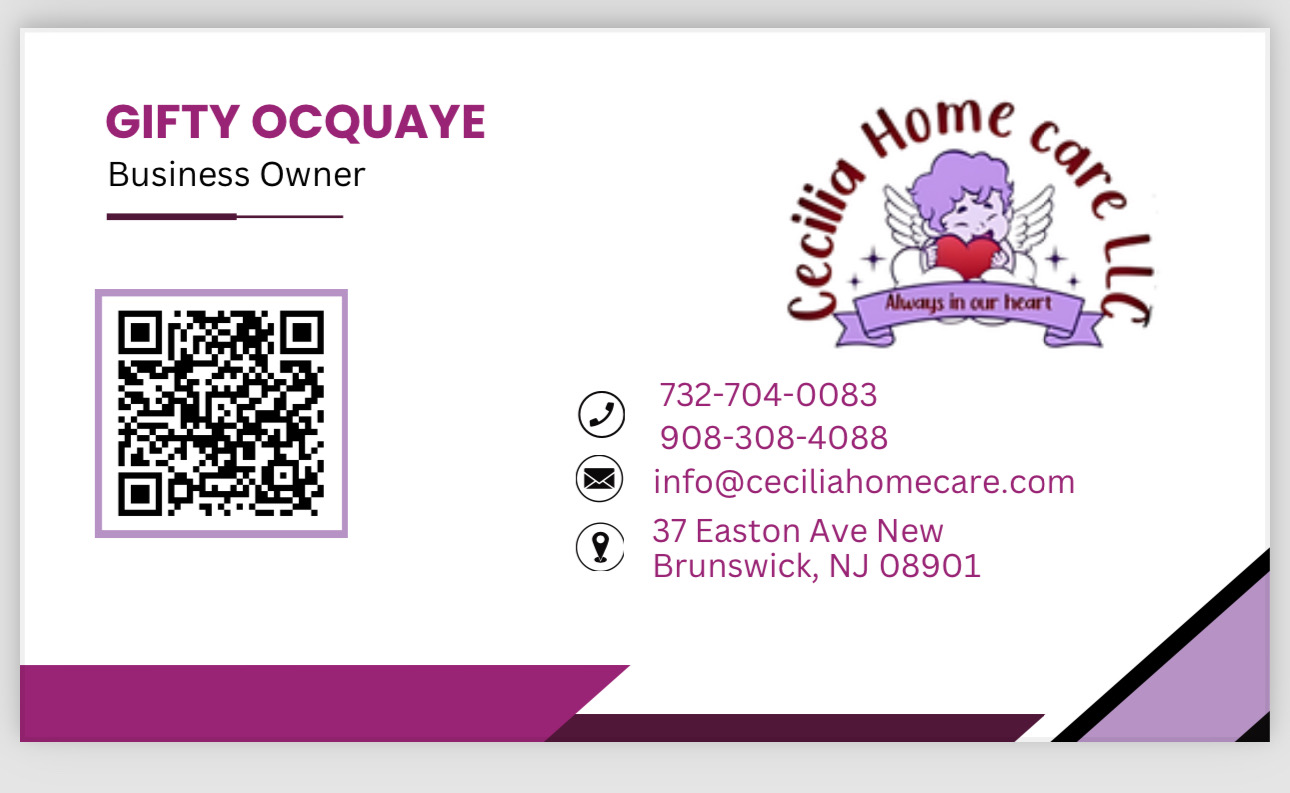 GIFTY OCQUAYE
Business Owner
Cecilia Home care LLC
Always in our heart
732-704-0083
908-308-4088
info@ceciliahomecare.com
37 Easton Ave New
Brunswick, NJ 08901